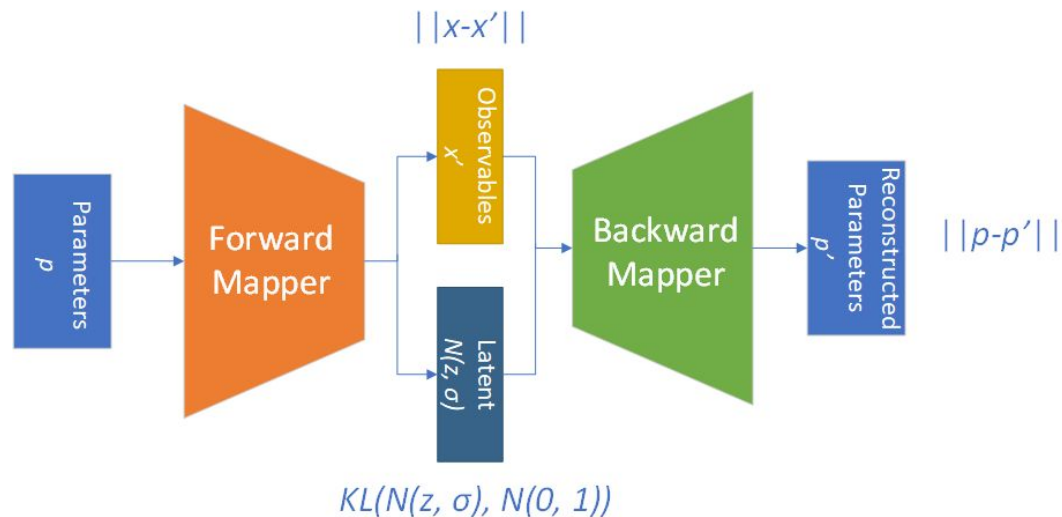 ||x-x'||
Parameters
p
Forward
Mapper
Observables
x'
Latent
N(z, σ)
KL(N(z, σ), N(0, 1))
Backward
Mapper
Reconstructed
Parameters
p'
||p-p'||